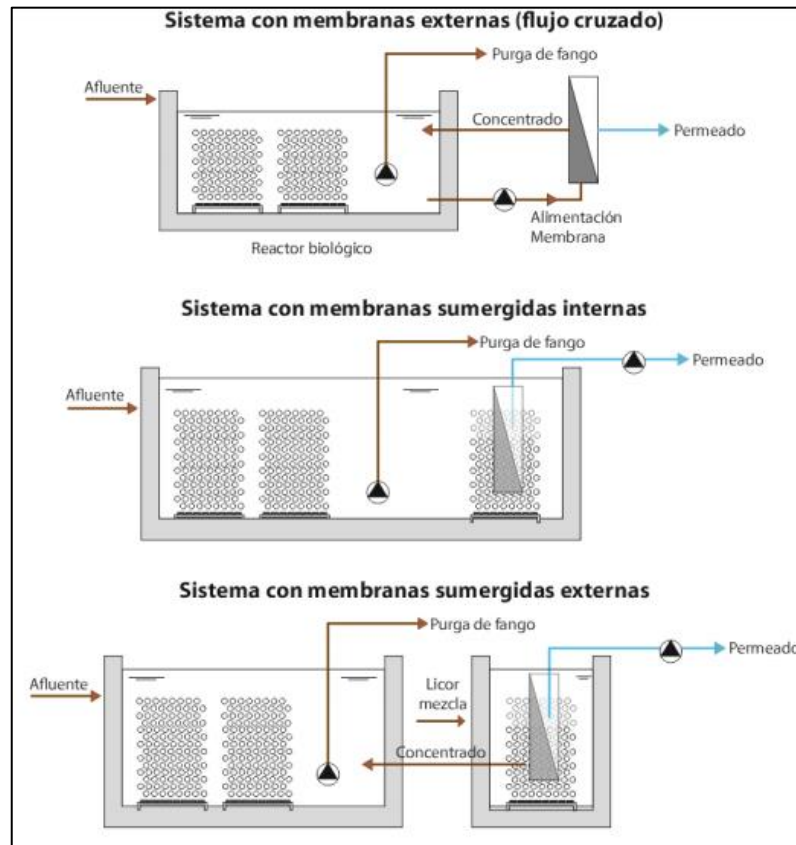 Sistema con membranas externas (flujo cruzado)
Purga de fango
Afluente
Concentrado
Permeado
Alimentación
Membrana
Reactor biológico
Sistema con membranas sumergidas internas
Purga de fango
Permeado
Afluente
Sistema con membranas sumergidas externas
Purga de fango
Permeado
Afluente
Licor
mezcla
Concentrado